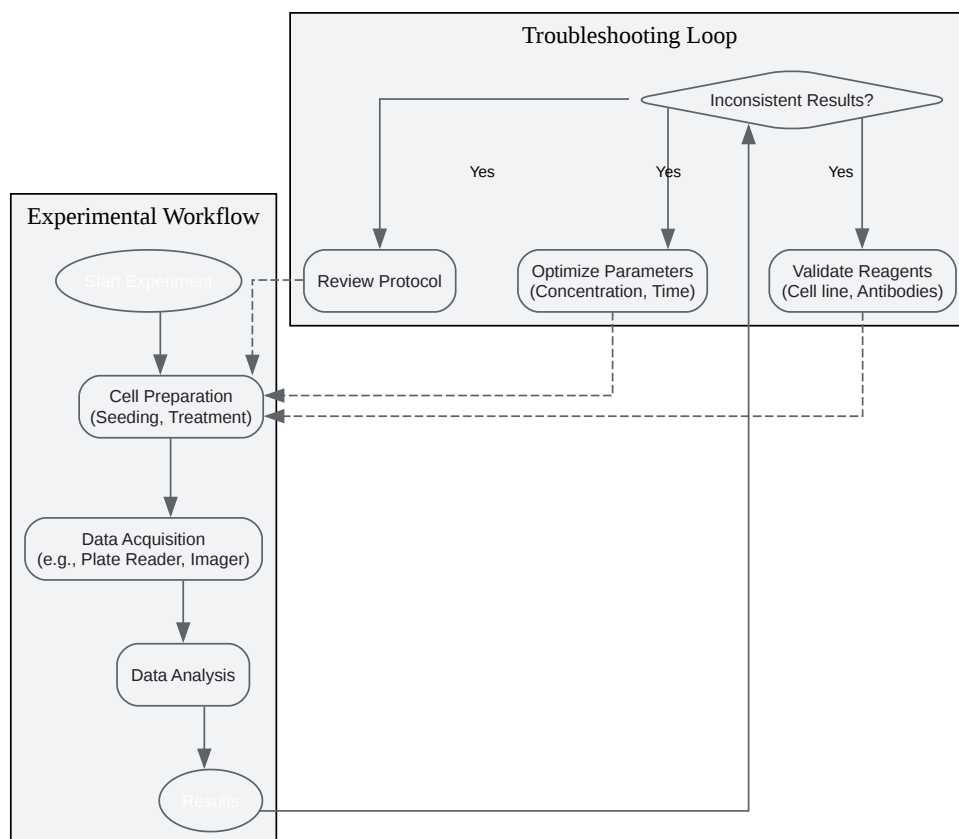 Troubleshooting Loop
Inconsistent Results?
Yes
Yes
Yes
Review Protocol
Optimize Parameters
(Concentration, Time)
Validate Reagents
(Cell line, Antibodies)
Experimental Workflow
Start Experiment
Cell Preparation
(Seeding, Treatment)
Data Acquisition
(e.g., Plate Reader, Imager)
Data Analysis
Results